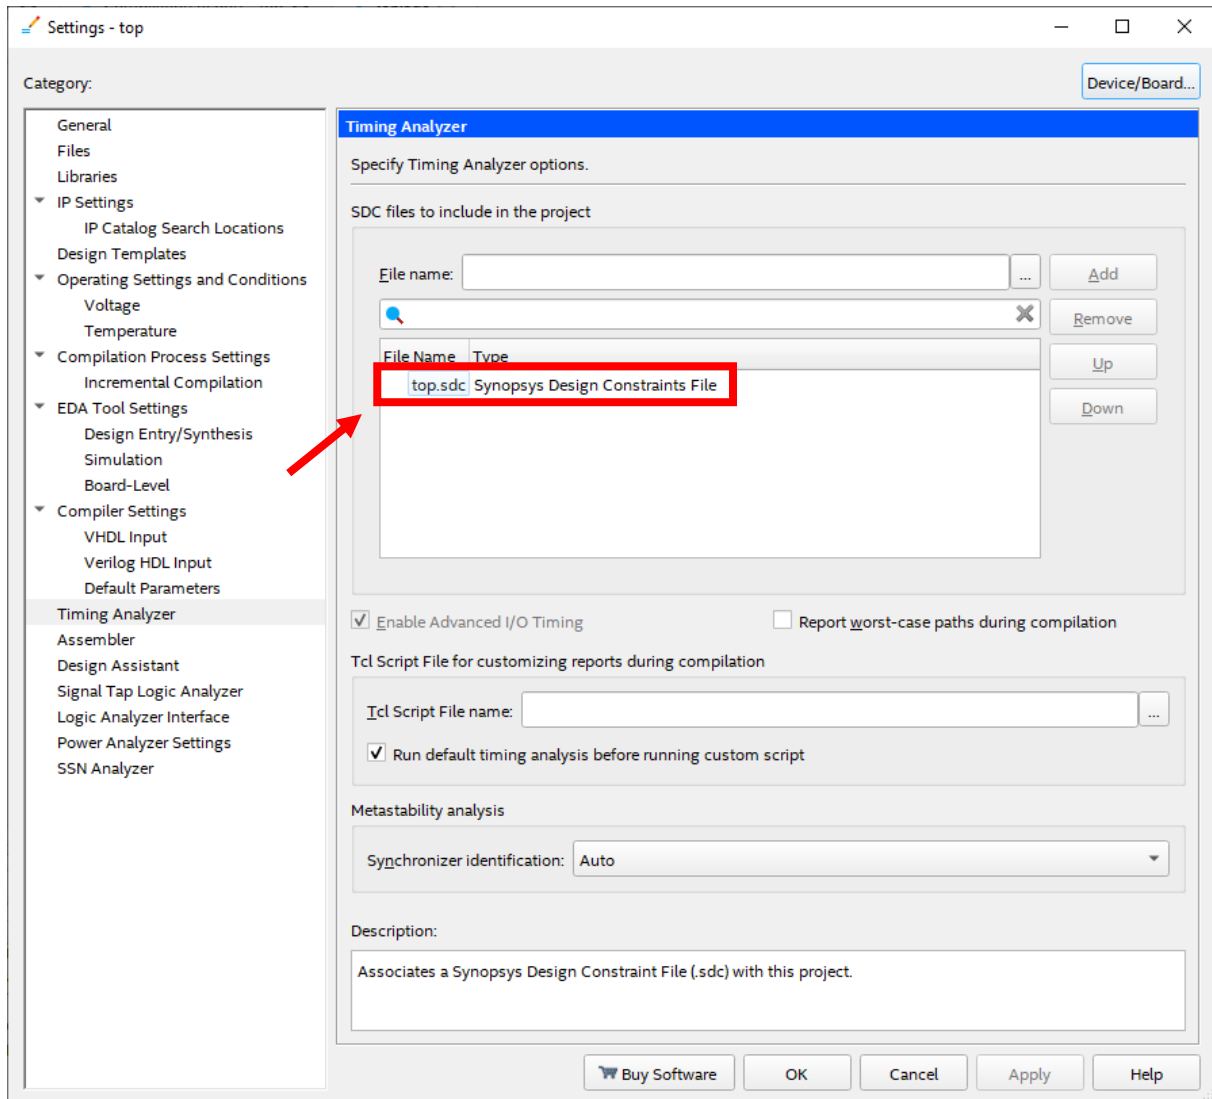 Settings - top
Category:
Device/Board...
General
Files
Libraries
IP Settings
IP Catalog Search Locations
Design Templates
Operating Settings and Conditions
Voltage
Temperature
Compilation Process Settings
Incremental Compilation
EDA Tool Settings
Design Entry/Synthesis
Simulation
Board-Level
Compiler Settings
VHDL Input
Verilog HDL Input
Default Parameters
Timing Analyzer
Assembler
Design Assistant
Signal Tap Logic Analyzer
Logic Analyzer Interface
Power Analyzer Settings
SSN Analyzer
Timing Analyzer
Specify Timing Analyzer options.
SDC files to include in the project
File name:
...
Add
Remove
File Name Type
Up
top.sdc Synopsys Design Constraints File
Down
Enable Advanced I/O Timing
Report worst-case paths during compilation
Tcl Script File for customizing reports during compilation
Tcl Script File name:
...
Run default timing analysis before running custom script
Metastability analysis
Synchronizer identification: Auto
Description:
Associates a Synopsys Design Constraint File (.sdc) with this project.
Buy Software
OK
Cancel
Apply
Help